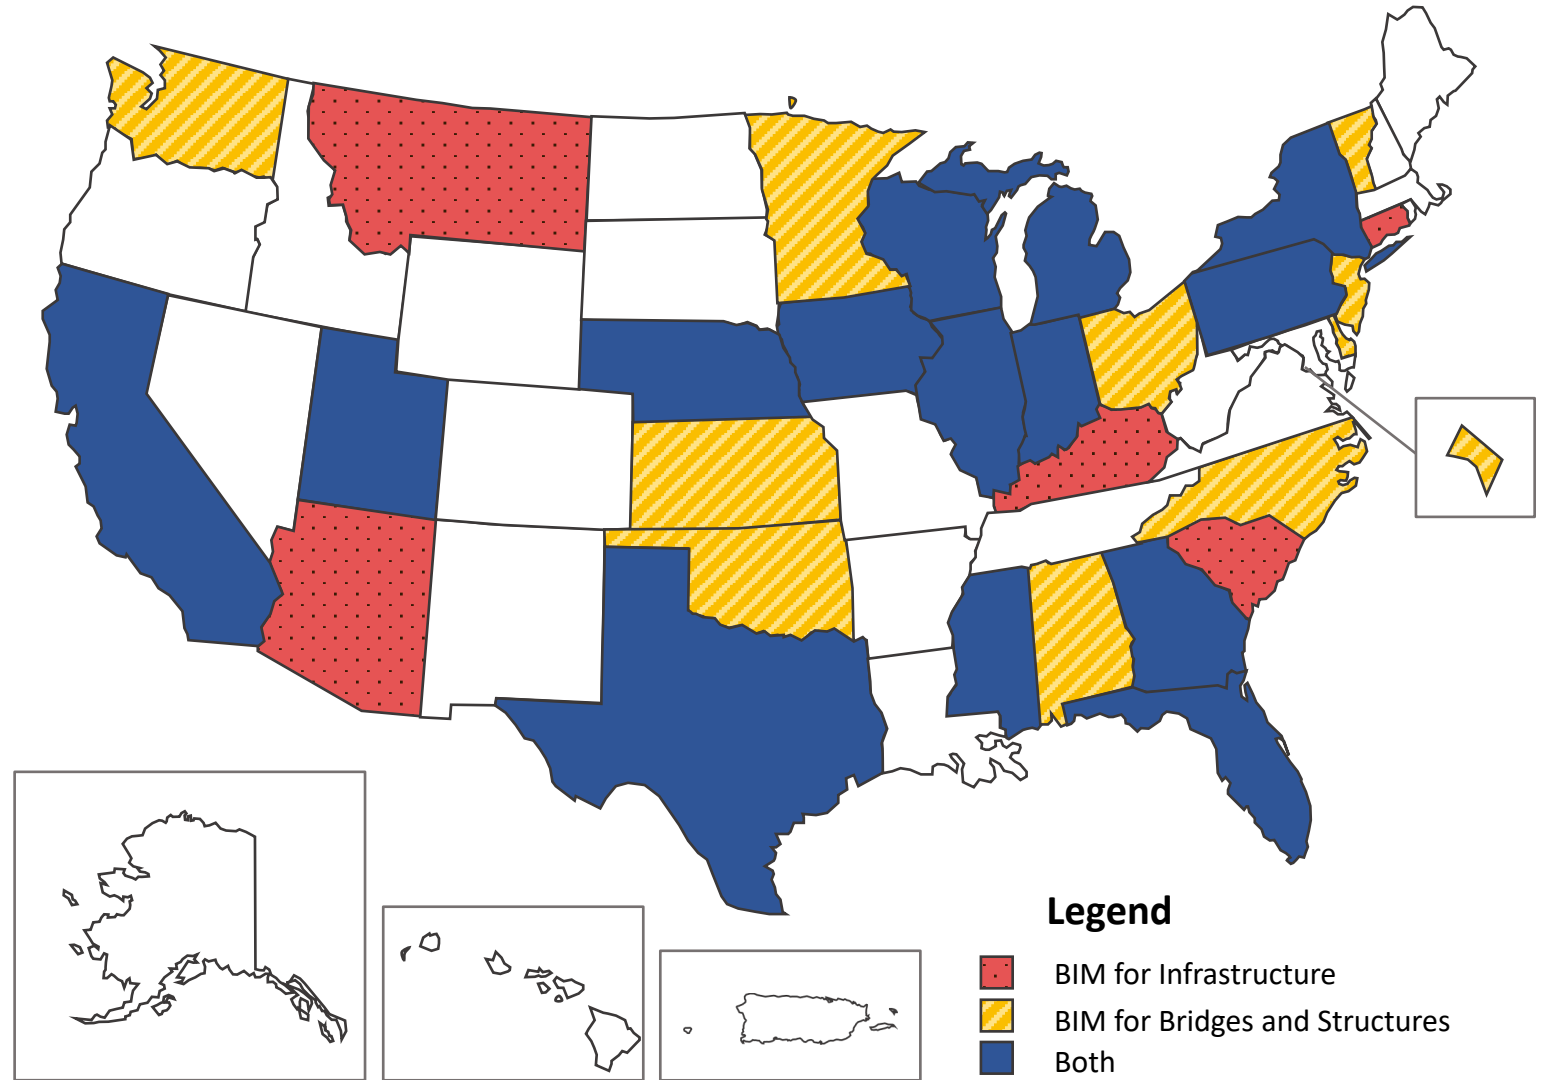 Legend
BIM for Infrastructure
BIM for Bridges and Structures
Both